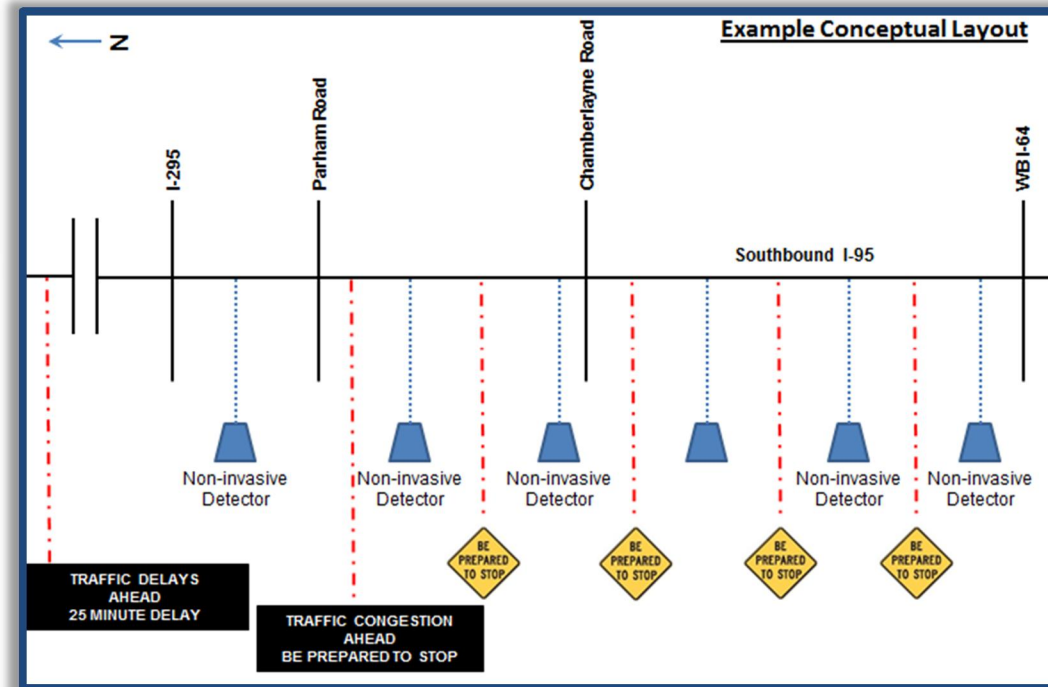 Example Conceptual Layout
N
I-295
Parham Road
Chamberlayne Road
WB I-64
Southbound I-95
Non-invasive
Detector
Non-invasive
Detector
Non-invasive
Detector
Non-invasive
Detector
Non-invasive
Detector
BE
PREPARED
TO STOP
BE
PREPARED
TO STOP
BE
PREPARED
TO STOP
BE
PREPARED
TO STOP
TRAFFIC DELAYS
AHEAD
25 MINUTE DELAY
TRAFFIC CONGESTION
AHEAD
BE PREPARED TO STOP